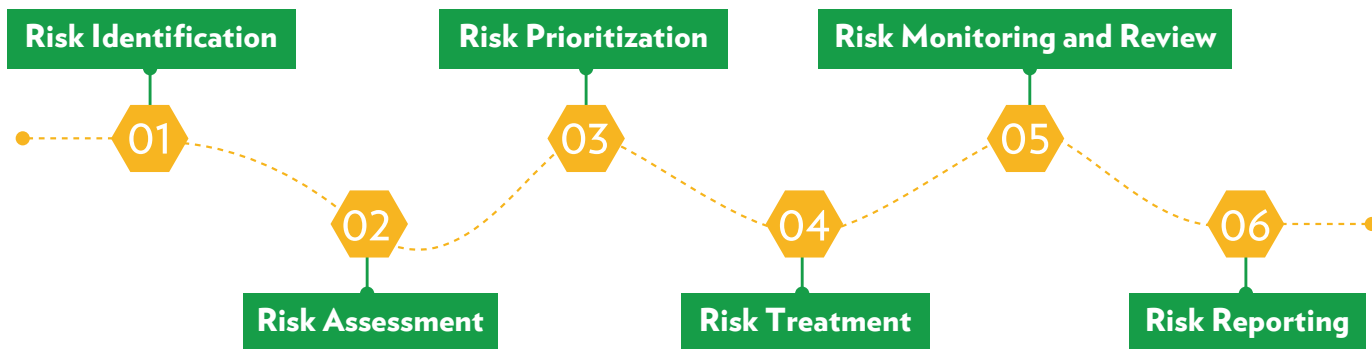 Risk Identification
01
02
Risk Assessment
Risk Prioritization
03
04
Risk Treatment
Risk Monitoring and Review
05
06
Risk Reporting